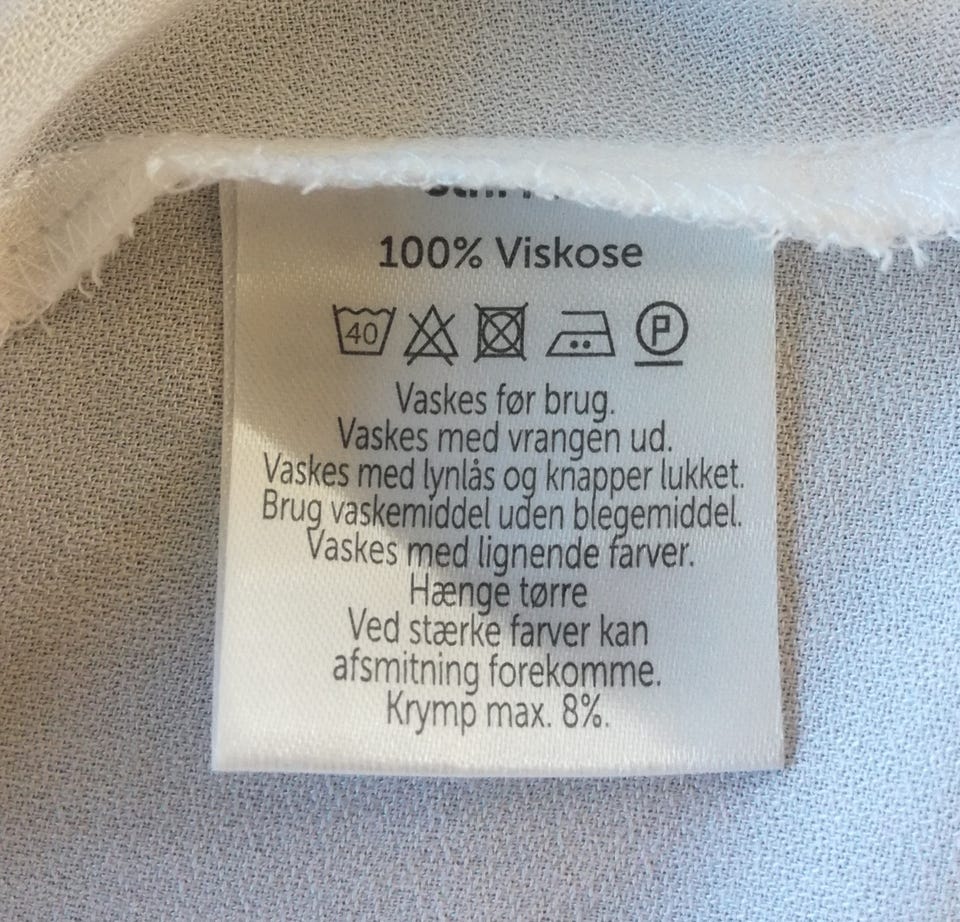 100% Viskose
40 P
Vaskes før brug.
Vaskes med vrangen ud.
Vaskes med lynlås og knapper lukket.
Brug vaskemiddel uden blegemiddel.
Vaskes med lignende farver.
Hænge tørre
Ved stærke farver kan
afsmitning forekomme.
Krymp max. 8%.